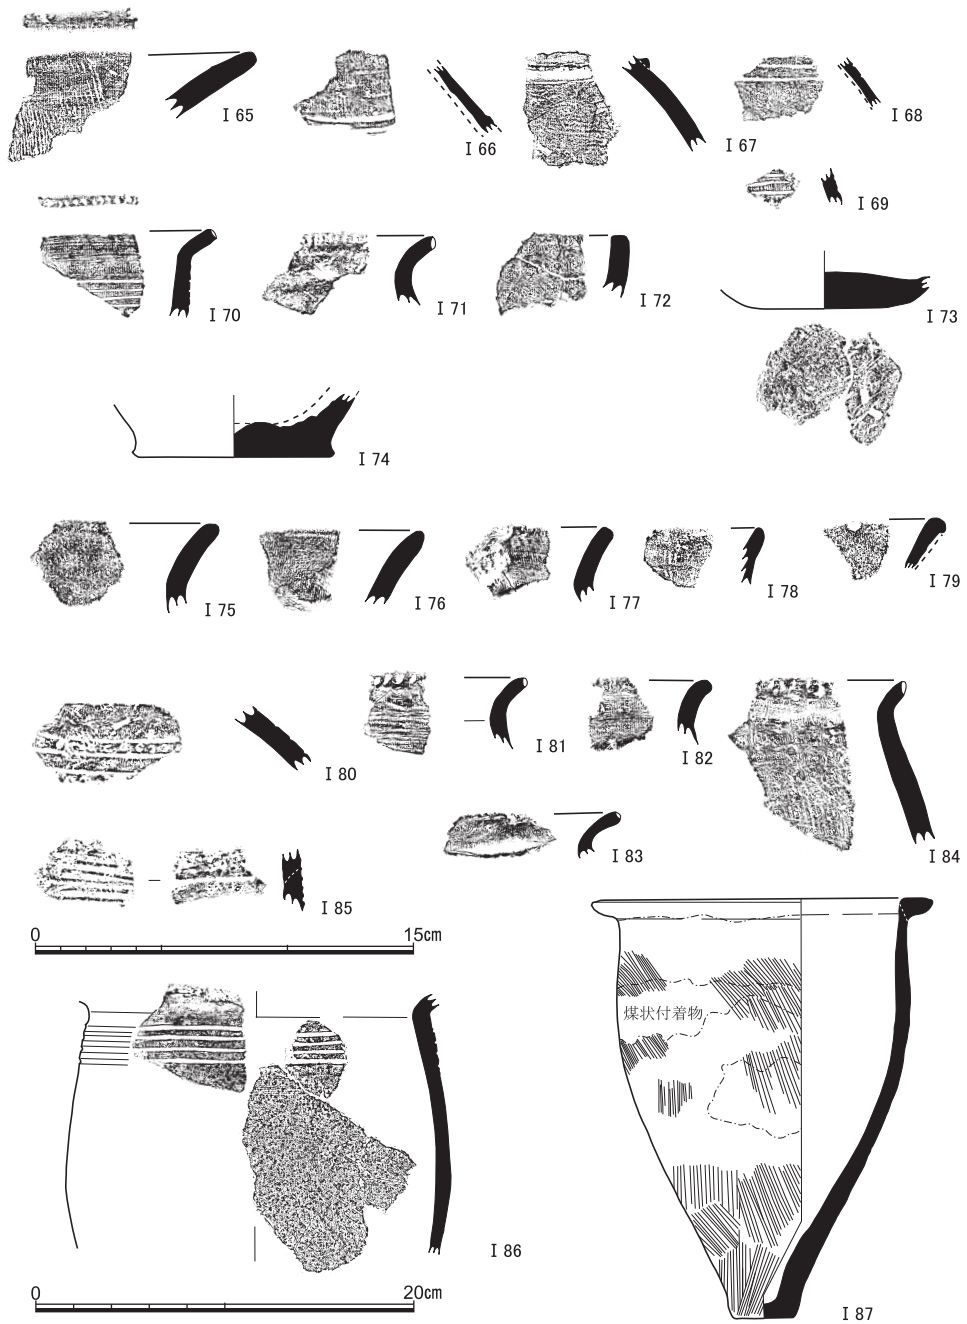 I 65
I 66
I 67
I 68
I 69
I 70
I 71
I 72
I 73
I 74
I 75
I 76
I 77
I 78
I 79
I 80
I 81
I 82
I 83
I 84
I 85
0 15cm
煤状付着物
I 86
0 20cm
I 87